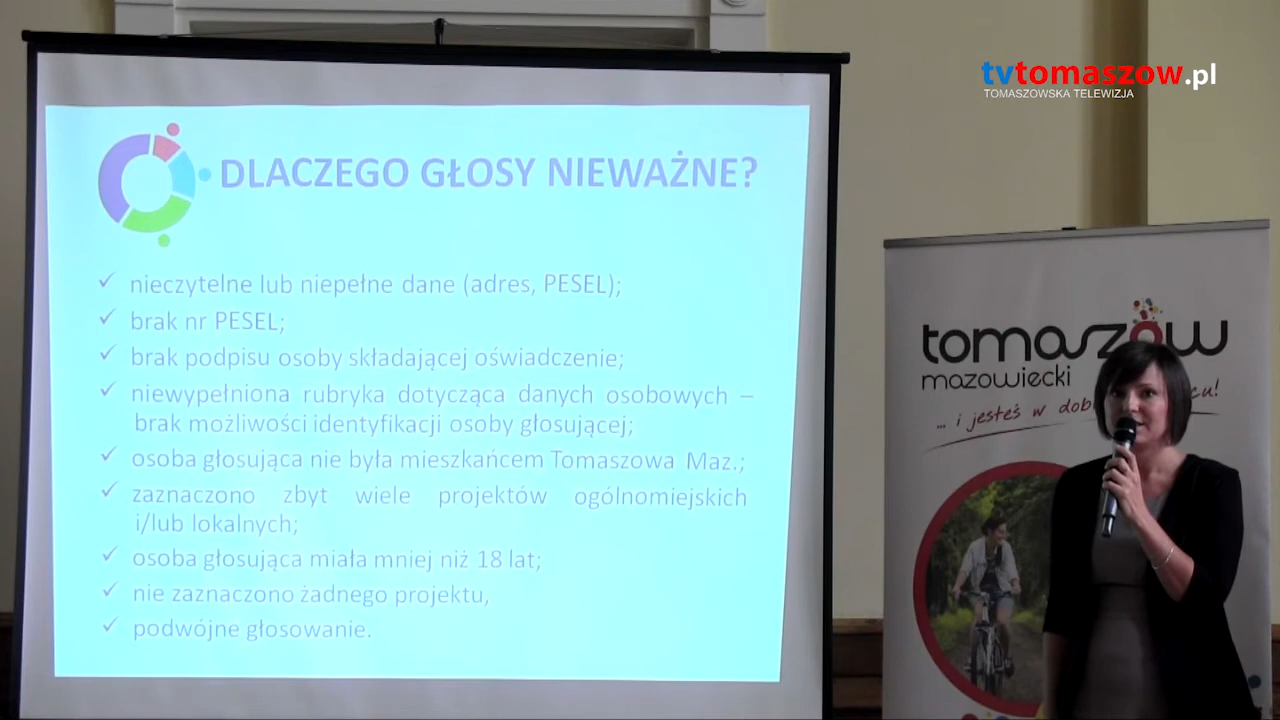 tvtomaszow.pl
TOMASZOWSKA TELEWIZJA
DLACZEGO GŁOSY NIEWAŻNE?
✓ nieczytelne lub niepełne dane (adres, PESEL);
✓ brak nr PESEL;
✓ brak podpisu osoby składającej oświadczenie;
✓ niewypełniona rubryka dotycząca danych osobowych –
brak możliwości identyfikacji osoby głosującej;
✓ osoba głosująca nie była mieszkańcem Tomaszowa Maz.;
✓ zaznaczono zbyt wiele projektów ogólnomiejskich
i/lub lokalnych;
✓ osoba głosująca miała mniej niż 18 lat;
✓ nie zaznaczono żadnego projektu,
✓ podwójne głosowanie.
tomaszów
mazowiecki
... i jesteś w